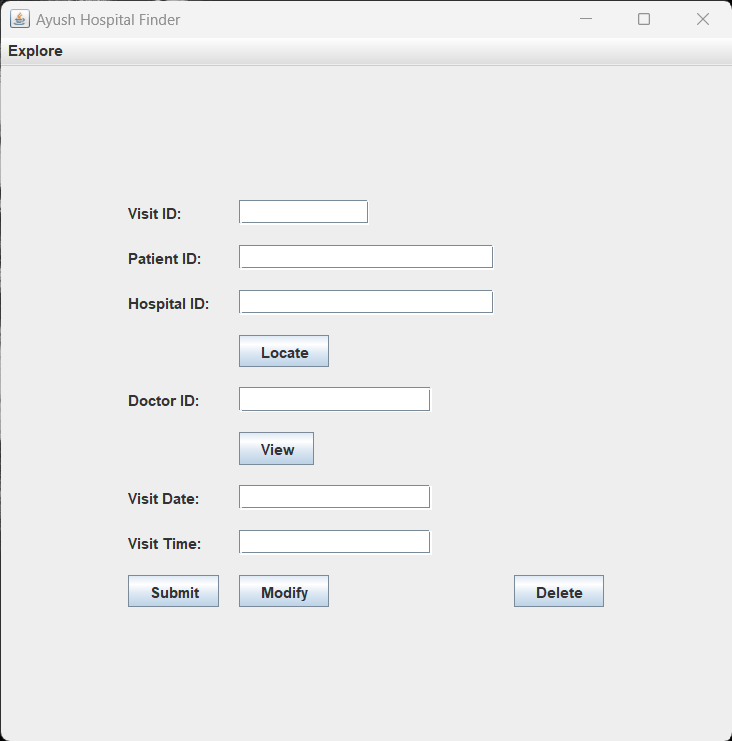 Ayush Hospital Finder
Explore
Visit ID:
Patient ID:
Hospital ID:
Locate
Doctor ID:
View
Visit Date:
Visit Time:
Submit Modify Delete